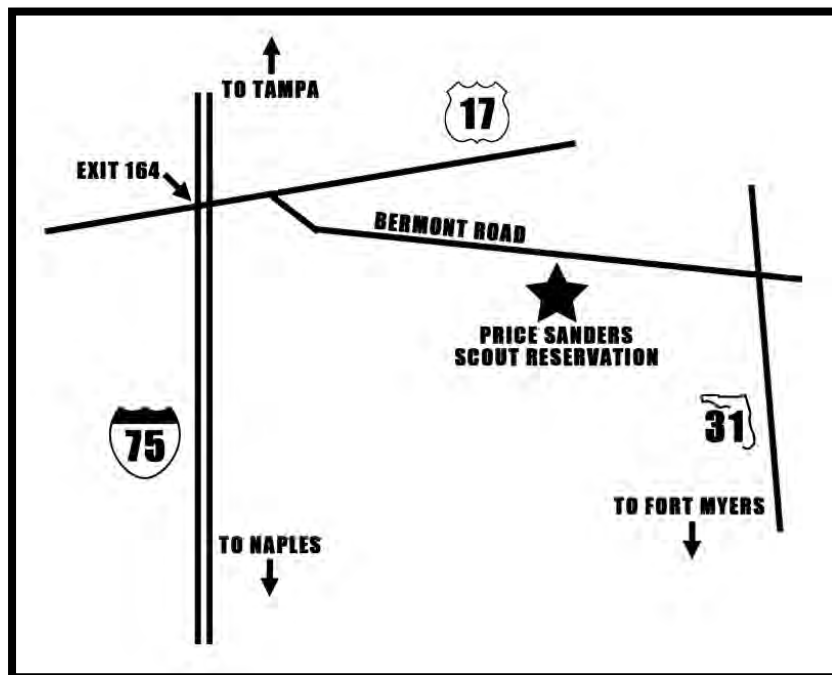 TO TAMPA
17
EXIT 164
BERMONT ROAD
PRICE SANDERS
SCOUT RESERVATION
75
31
TO FORT MYERS
TO NAPLES